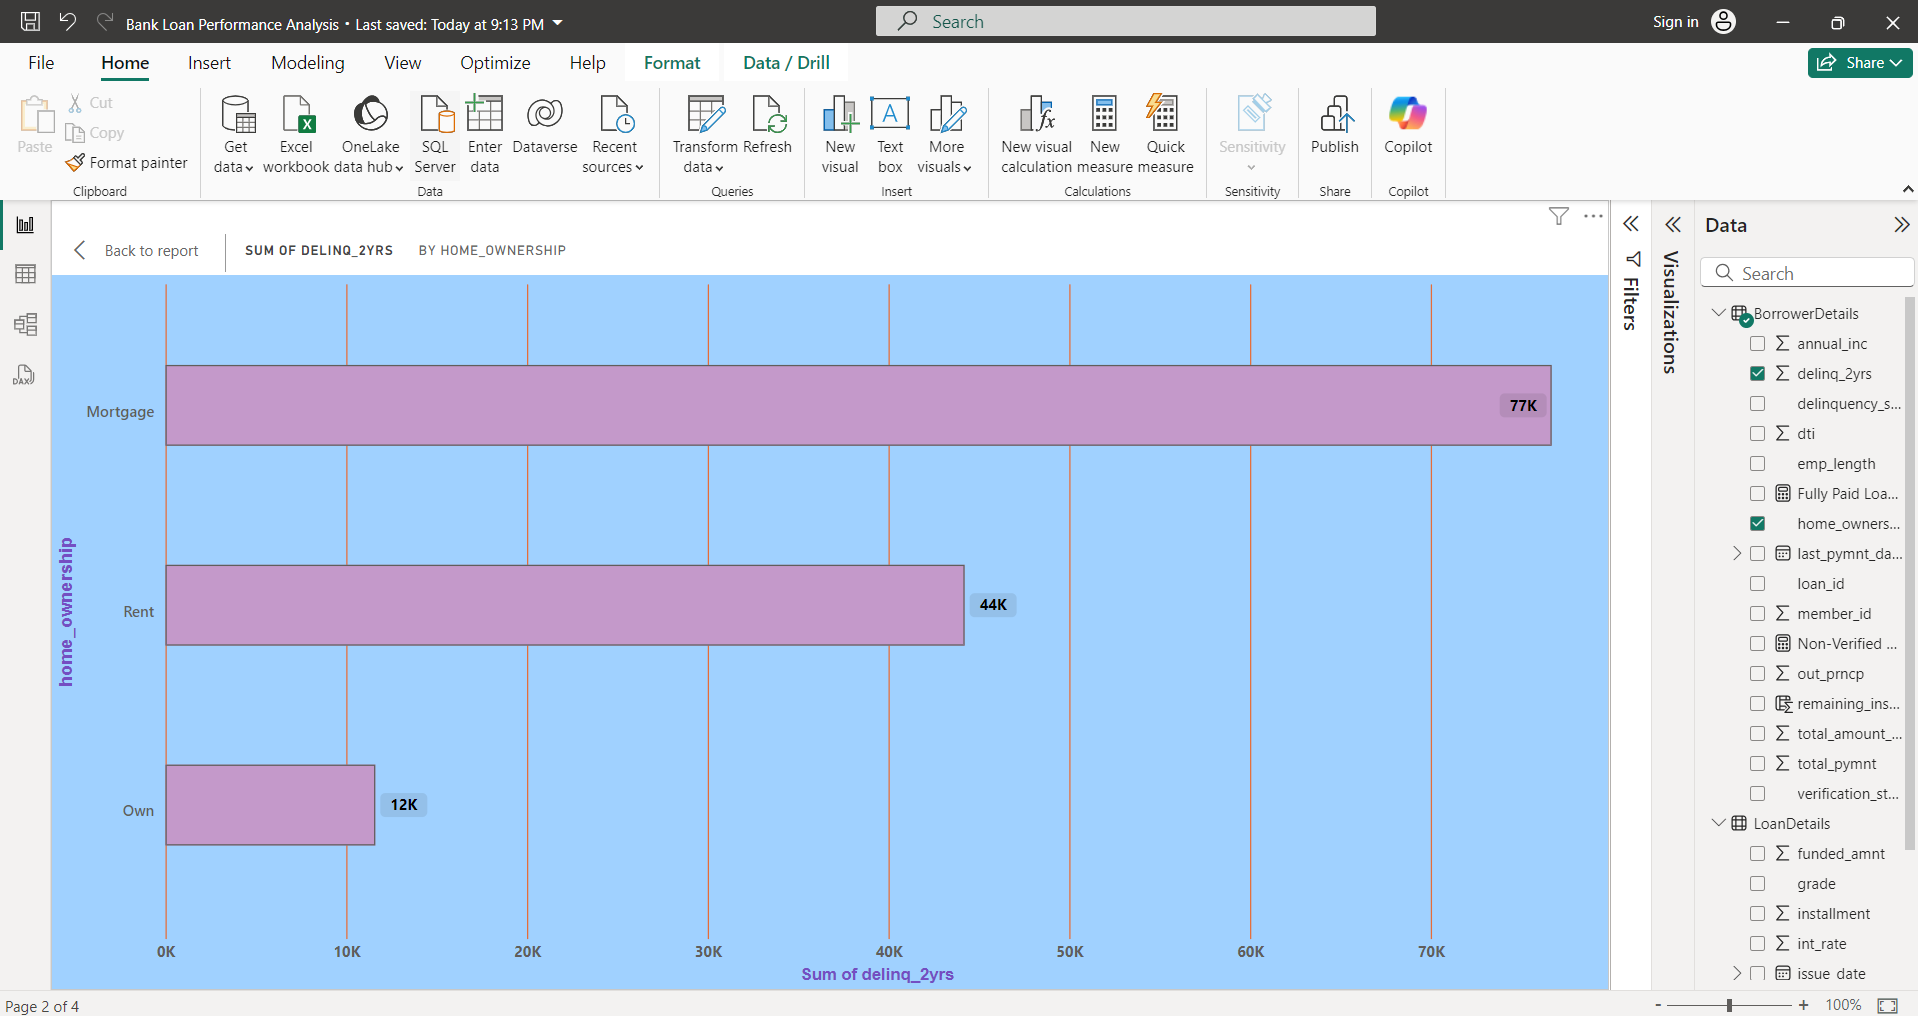 Bank Loan Performance Analysis • Last saved: Today at 9:13 PM
Search
Sign in
File
Home
Insert
Modeling
View
Optimize
Help
Format
Data / Drill
Share
Paste
Cut
Copy
Format painter
Clipboard
Get data
Excel workbook
OneLake data hub
SQL Server
Enter data
Dataverse
Recent sources
Data
Transform data
Refresh
Queries
New visual
Text box
More visuals
Insert
New visual calculation
New measure
Quick measure
Calculations
Sensitivity
Sensitivity
Publish
Share
Copilot
Copilot
DAX
Back to report
SUM OF DELINQ_2YRS
BY HOME_OWNERSHIP
home_ownership
Mortgage
77K
Rent
44K
Own
12K
0K
10K
20K
30K
40K
50K
60K
70K
Sum of delinq_2yrs
Filters
Visualizations
Data
Search
BorrowerDetails
annual_inc
delinq_2yrs
delinquency_s...
dti
emp_length
Fully Paid Loa...
home_owners...
last_pymnt_da...
loan_id
member_id
Non-Verified ...
out_prncp
remaining_ins...
total_amount_...
total_pymnt
verification_st...
LoanDetails
funded_amnt
grade
installment
int_rate
issue_date
Page 2 of 4
- + 100%